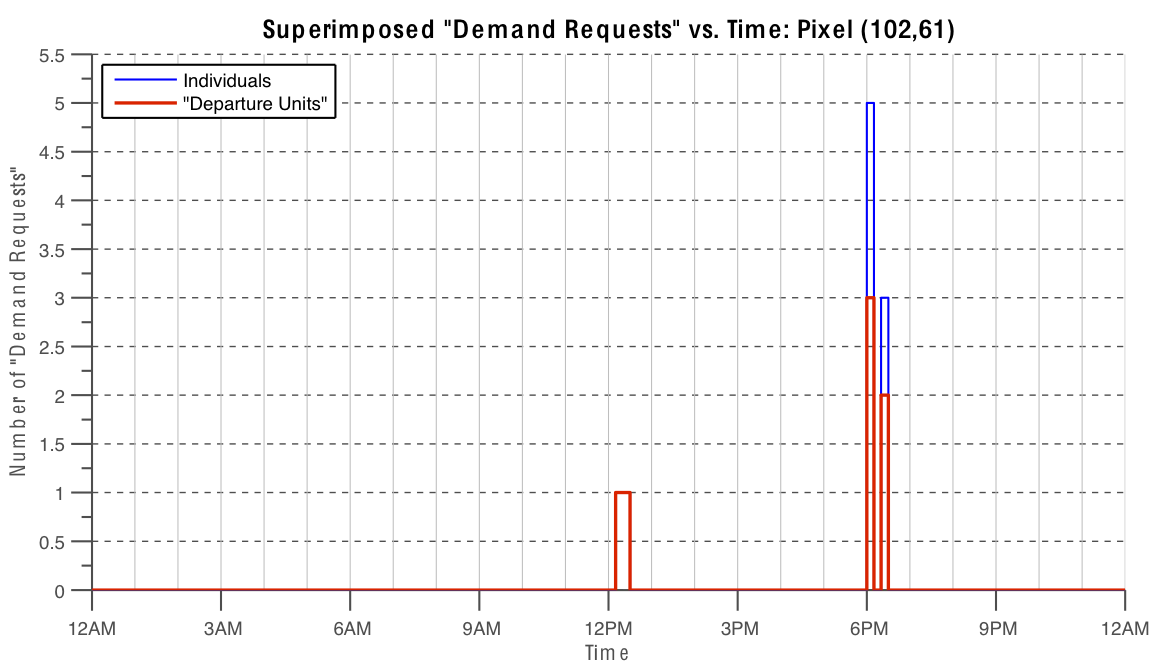 Superimposed "Demand Requests" vs. Time: Pixel (102,61)
5.5
Individuals
"Departure Units"
5
4.5
4
3.5
3
2.5
2
1.5
1
0.5
0
Number of "Demand Requests"
12AM 3AM 6AM 9AM 12PM 3PM 6PM 9PM 12AM
Time